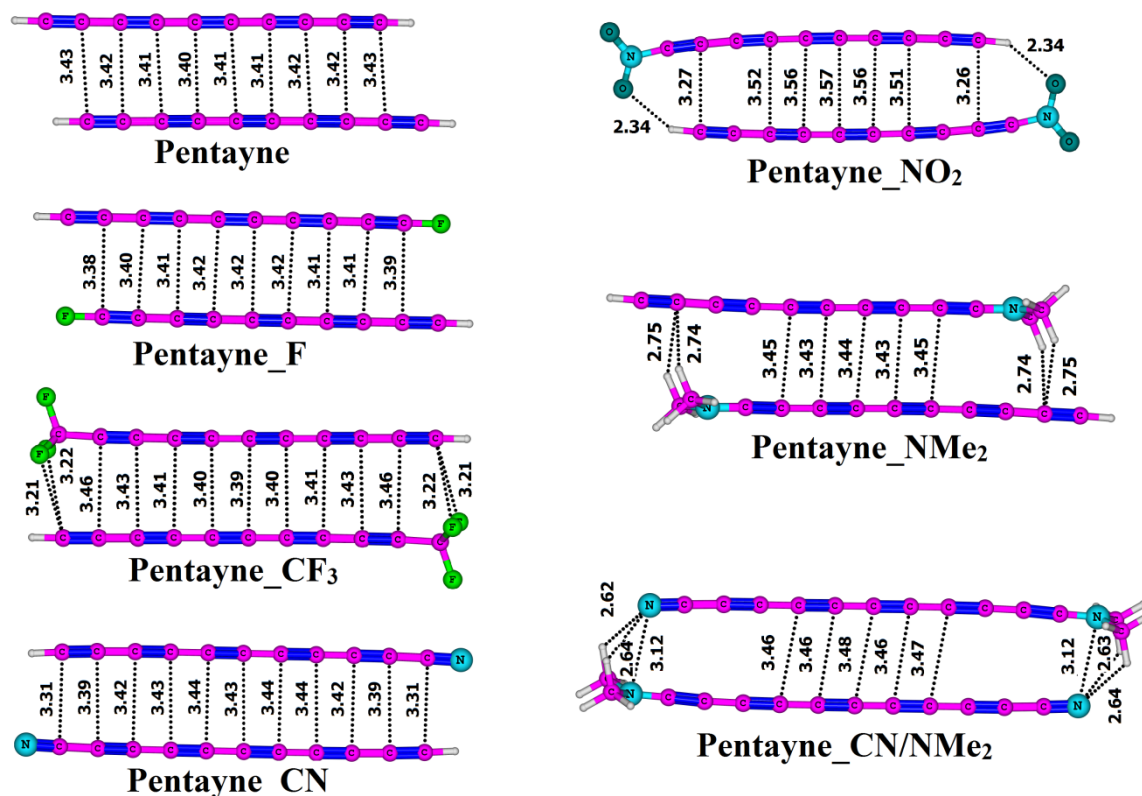 C C C C C C C C C C
3.43 3.42 3.41 3.40 3.41 3.41 3.42 3.42 3.43
C C C C C C C C C C
Pentayne
C C C C C C C C C C F
3.38 3.40 3.41 3.42 3.42 3.42 3.41 3.41 3.39
F C C C C C C C C C C
Pentayne_F
F
C C C C C C C C C C C
F
3.21 3.22 3.46 3.43 3.41 3.40 3.39 3.40 3.41 3.43 3.46 3.22 3.21
F
C C C C C C C C C C C
F
Pentayne_CF₃
C C C C C C C C C C C N
3.31 3.39 3.42 3.43 3.44 3.43 3.44 3.44 3.42 3.39 3.31
N C C C C C C C C C C C
Pentayne_CN
O
N C C C C C C C C C C
O
2.34 3.27 3.52 3.56 3.57 3.56 3.51 3.26 2.34
O
C C C C C C C C C C N
O
Pentayne_NO₂
C C C C C C C C C C N C C
2.75 2.74 3.45 3.43 3.44 3.43 3.45 2.74 2.75
C C N C C C C C C C C C C
Pentayne_NMe₂
N C C C C C C C C C C C N C
2.62 2.64 3.12 3.46 3.46 3.48 3.46 3.47 3.12 2.63 2.64
C N C C C C C C C C C C C N
Pentayne_CN/NMe₂